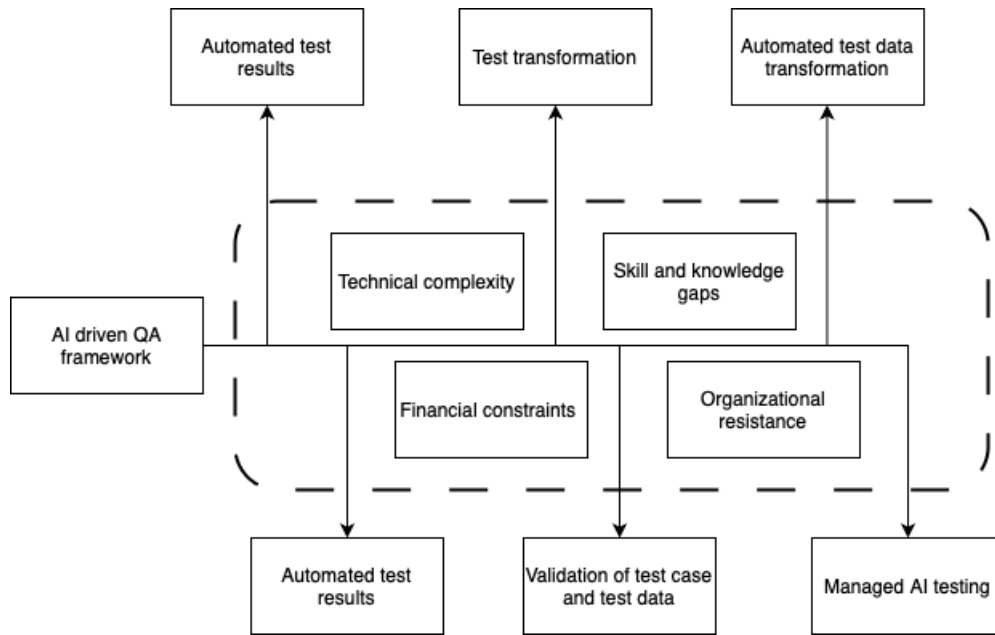 Automated test
results
Test transformation
Automated test data
transformation
Technical complexity
Skill and knowledge
gaps
AI driven QA
framework
Financial constraints
Organizational
resistance
Automated test
results
Validation of test case
and test data
Managed AI testing